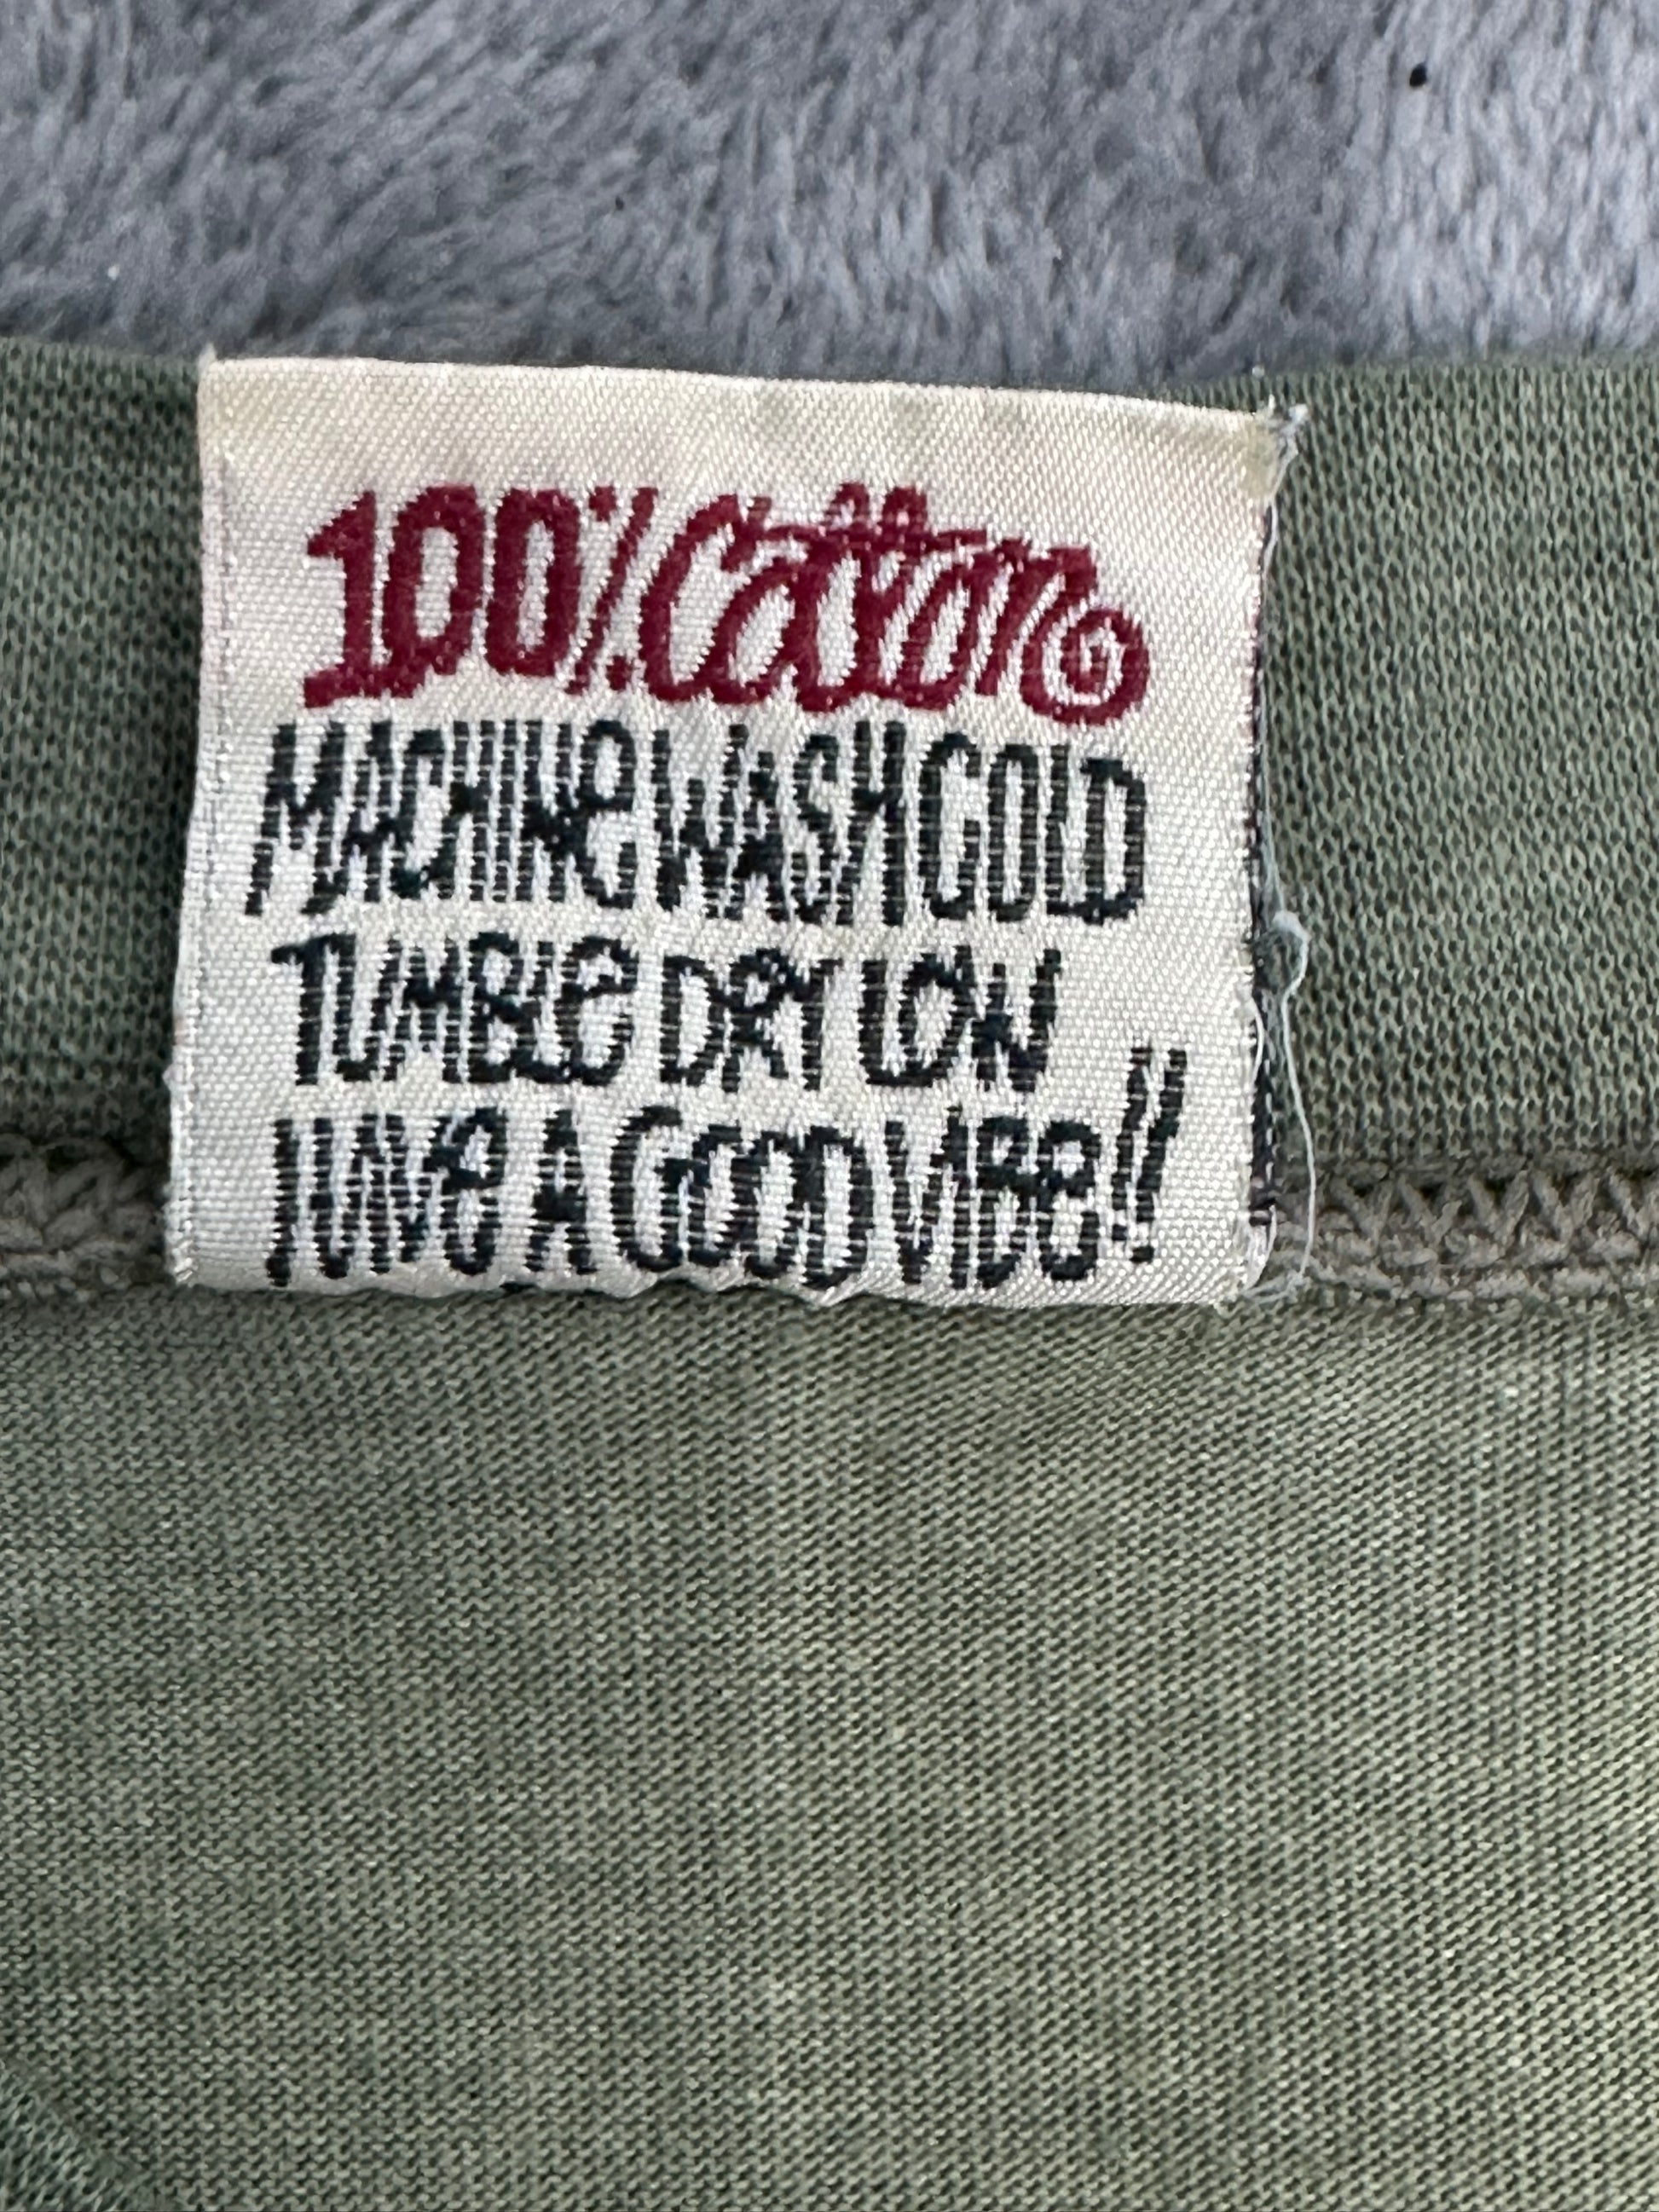 100% Cotton
MACHINe WASH COLD
TUMBLe DRY LOW
HAVe A GOOD VIBe!!